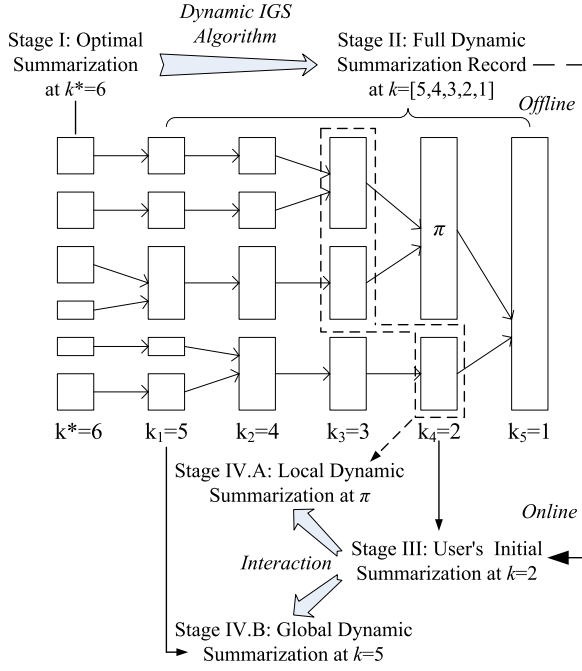 Dynamic IGS
Algorithm
Stage I: Optimal
Summarization
at k*=6
Stage II: Full Dynamic
Summarization Record
at k=[5,4,3,2,1]
Offline
π
k*=6
k1=5
k2=4
k3=3
k4=2
k5=1
Stage IV.A: Local Dynamic
Summarization at π
Online
Stage III: User's Initial
Summarization at k=2
Interaction
Stage IV.B: Global Dynamic
Summarization at k=5